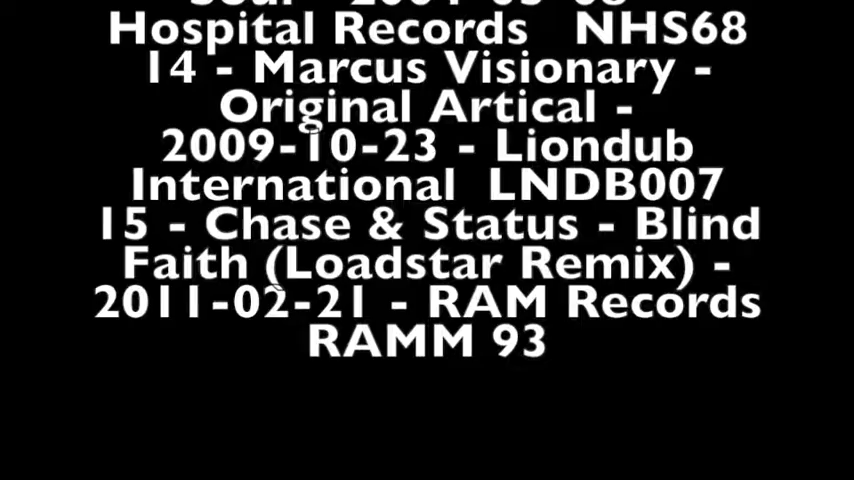 Hospital Records NHS68
14 - Marcus Visionary -
Original Artical -
2009-10-23 - Liondub
International LNDB007
15 - Chase & Status - Blind
Faith (Loadstar Remix) -
2011-02-21 - RAM Records
RAMM 93